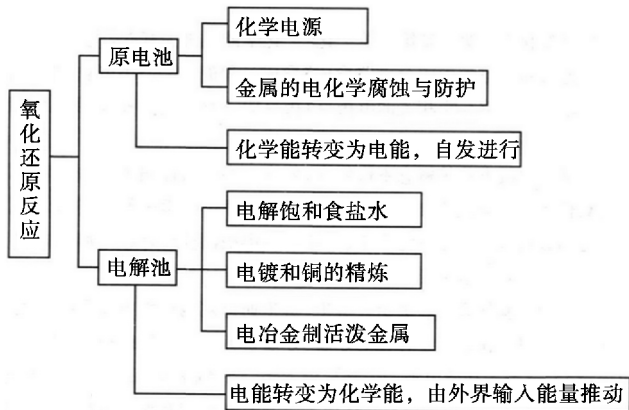 氧化还原反应
原电池
化学电源
金属的电化学腐蚀与防护
化学能转变为电能，自发进行
电解池
电解饱和食盐水
电镀和铜的精炼
电冶金制活泼金属
电能转变为化学能，由外界输入能量推动